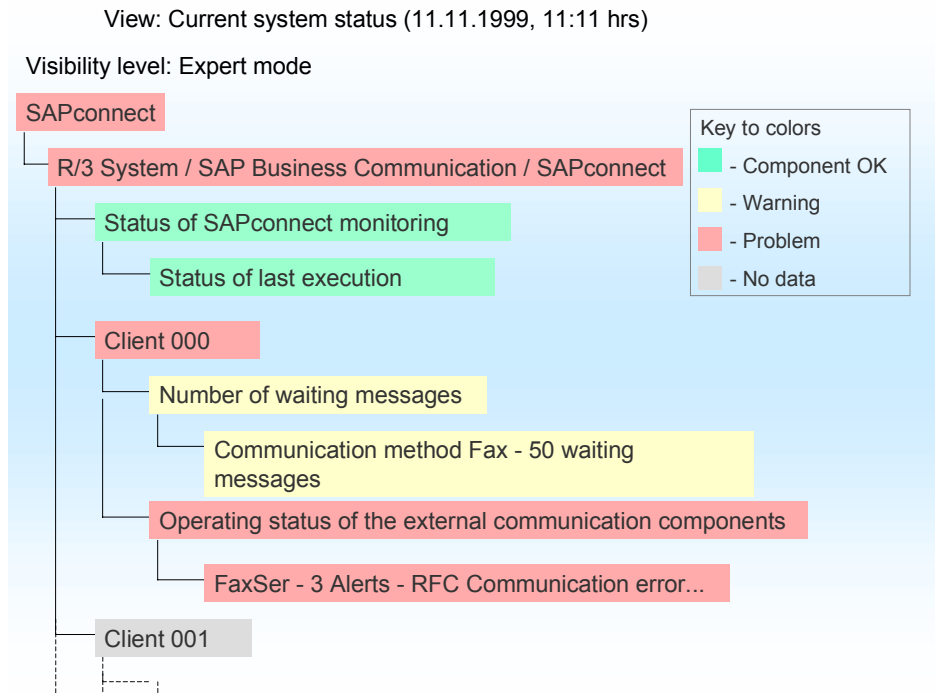 View: Current system status (11.11.1999, 11:11 hrs)
Visibility level: Expert mode
SAPconnect
R/3 System / SAP Business Communication / SAPconnect
Status of SAPconnect monitoring
Status of last execution
Client 000
Number of waiting messages
Communication method Fax - 50 waiting
messages
Operating status of the external communication components
FaxSer - 3 Alerts - RFC Communication error...
Client 001
Key to colors
- Component OK
- Warning
- Problem
- No data